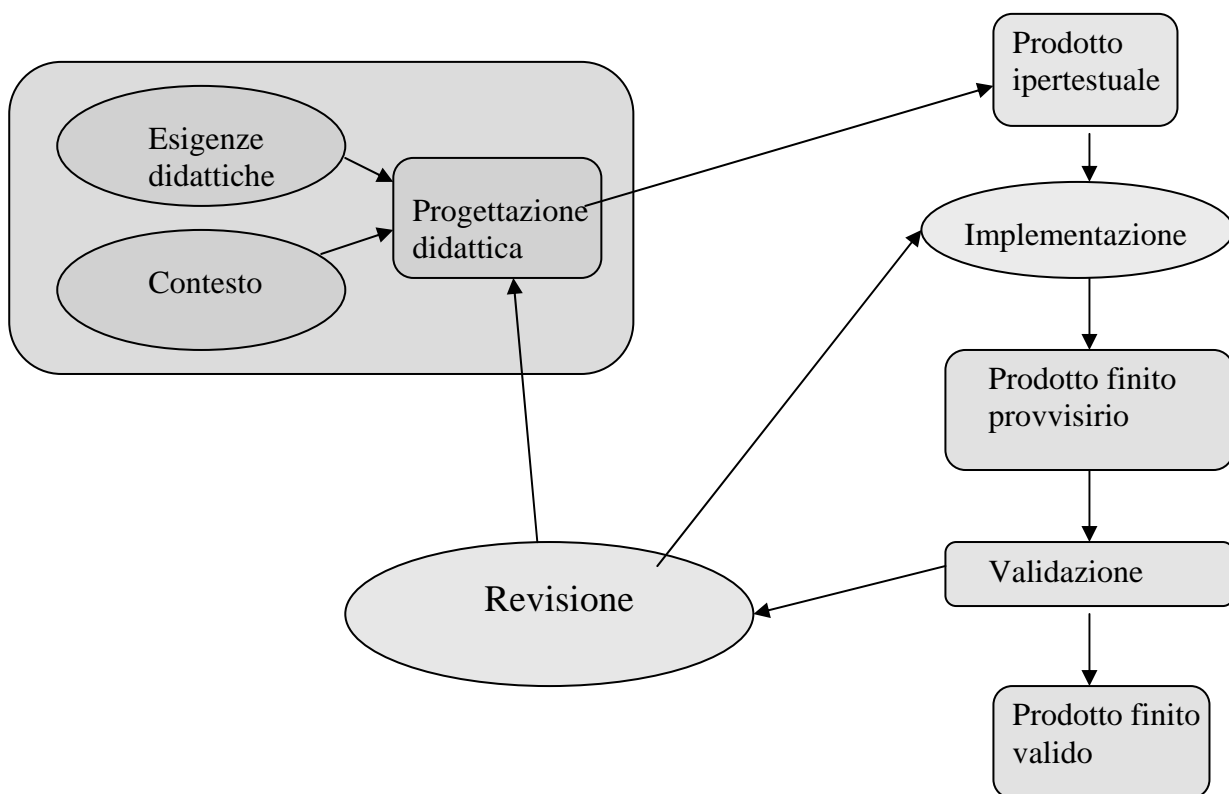 Esigenze
didattiche
Contesto
Progettazione
didattica
Prodotto
ipertestuale
Implementazione
Prodotto finito
provvisirio
Validazione
Revisione
Prodotto finito
valido